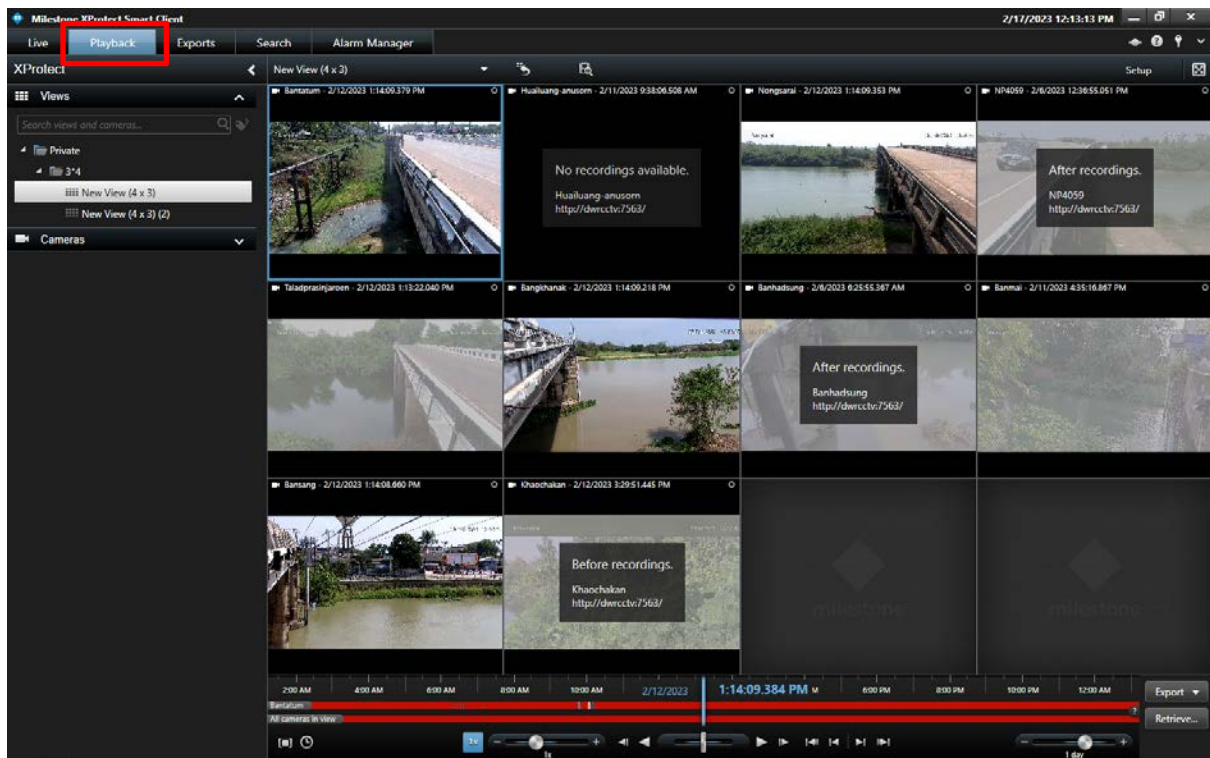 Milestone XProtect Smart Client
2/17/2023 12:13:13 PM
Live
Playback
Exports
Search
Alarm Manager
XProtect
New View (4 x 3)
Setup
Views
Search views and cameras...
Private
3*4
New View (4 x 3)
New View (4 x 3) (2)
Cameras
Bantatum - 2/12/2023 1:14:09.379 PM
Huailuang-anusorn - 2/11/2023 9:38:06.508 AM
Nongsarai - 2/12/2023 1:14:09.353 PM
NP4059 - 2/6/2023 12:36:55.051 PM
No recordings available.
Huailuang-anusorn
http://dwrcctv:7563/
After recordings.
NP4059
http://dwrcctv:7563/
Taladprasinjaroen - 2/12/2023 1:13:22.040 PM
Bangkhanak - 2/12/2023 1:14:09.218 PM
Banhadsung - 2/6/2023 6:25:55.367 AM
Banmai - 2/11/2023 4:35:16.867 PM
After recordings.
Banhadsung
http://dwrcctv:7563/
Bansang - 2/12/2023 1:14:08.660 PM
Khaochakan - 2/12/2023 3:29:51.445 PM
Before recordings.
Khaochakan
http://dwrcctv:7563/
milestone
milestone
2:00 AM
4:00 AM
6:00 AM
8:00 AM
10:00 AM
2/12/2023
1:14:09.384 PM
M
6:00 PM
8:00 PM
10:00 PM
12:00 AM
Export
Bantatum
All cameras in view
?
Retrieve...
1x
1x
1 day